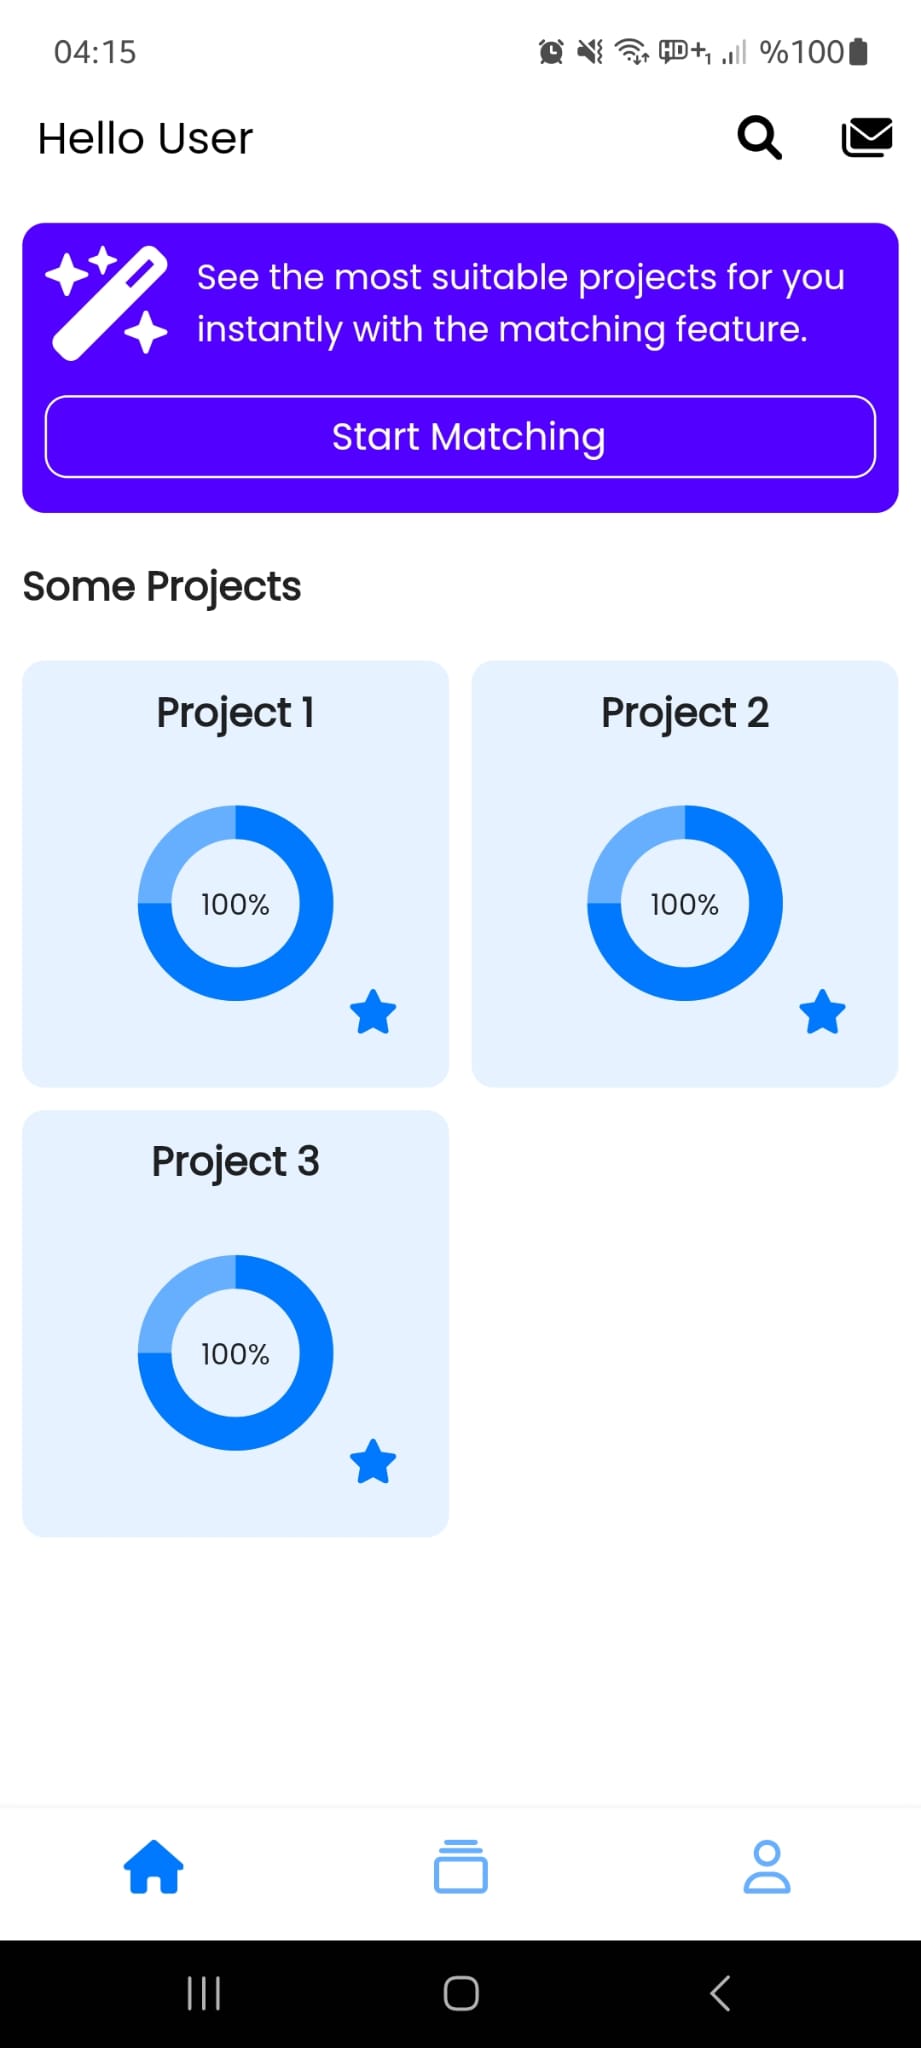 04:15
HD+1
%100
Hello User
See the most suitable projects for you
instantly with the matching feature.
Start Matching
Some Projects
Project 1
Project 2
100%
100%
Project 3
100%